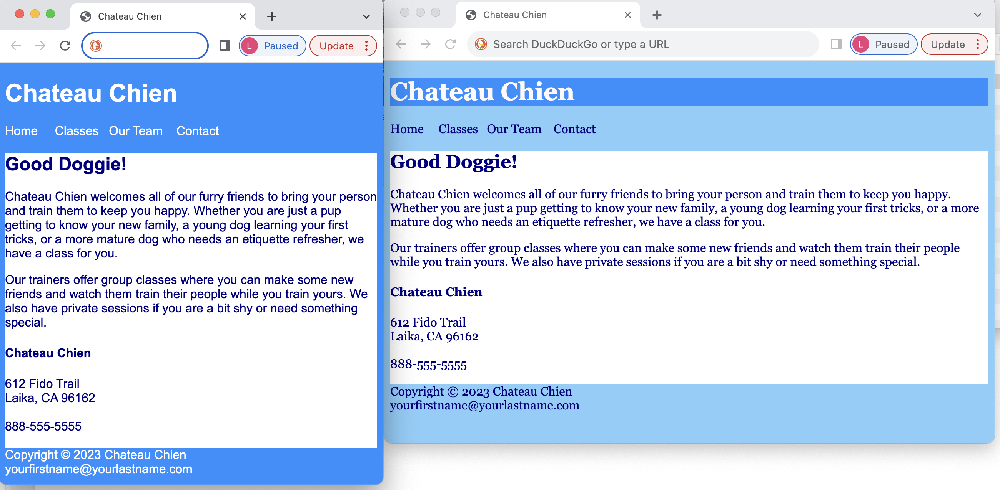 Chateau Chien
L Paused Update
Chateau Chien
Home Classes Our Team Contact
Good Doggie!
Chateau Chien welcomes all of our furry friends to bring your person
and train them to keep you happy. Whether you are just a pup
getting to know your new family, a young dog learning your first
tricks, or a more mature dog who needs an etiquette refresher, we
have a class for you.
Our trainers offer group classes where you can make some new
friends and watch them train their people while you train yours. We
also have private sessions if you are a bit shy or need something
special.
Chateau Chien
612 Fido Trail
Laika, CA 96162
888-555-5555
Copyright © 2023 Chateau Chien
yourfirstname@yourlastname.com
Chateau Chien
Search DuckDuckGo or type a URL L Paused Update
Chateau Chien
Home Classes Our Team Contact
Good Doggie!
Chateau Chien welcomes all of our furry friends to bring your person and train them to keep you happy.
Whether you are just a pup getting to know your new family, a young dog learning your first tricks, or a more
mature dog who needs an etiquette refresher, we have a class for you.
Our trainers offer group classes where you can make some new friends and watch them train their people
while you train yours. We also have private sessions if you are a bit shy or need something special.
Chateau Chien
612 Fido Trail
Laika, CA 96162
888-555-5555
Copyright © 2023 Chateau Chien
yourfirstname@yourlastname.com